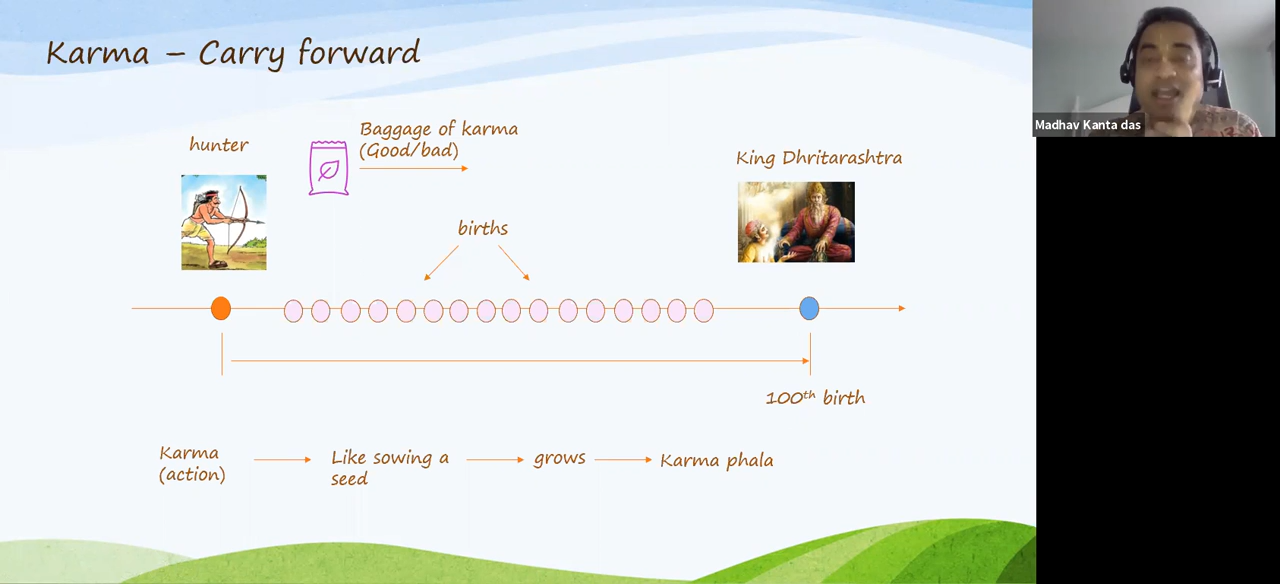 Karma – Carry forward
Madhav Kanta das
hunter
Baggage of karma
(Good/bad)
King Dhritarashtra
births
100th birth
Karma
(action)
Like sowing a
seed
grows
Karma phala